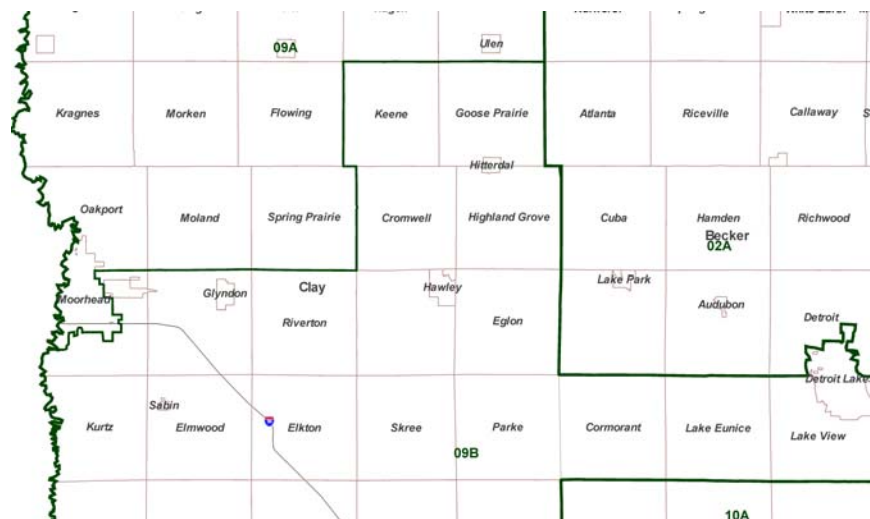 09A
Ulen
Kragnes
Morken
Flowing
Keene
Goose Prairie
Atlanta
Riceville
Callaway
Hitterdal
Oakport
Moland
Spring Prairie
Cromwell
Highland Grove
Cuba
Hamden
Richwood
Becker
02A
Moorhead
Glyndon
Clay
Hawley
Lake Park
Audubon
Riverton
Eglon
Detroit
Detroit Lake
Sabin
Kurtz
Elmwood
Elkton
Skree
Parke
Cormorant
Lake Eunice
Lake View
09B
10A